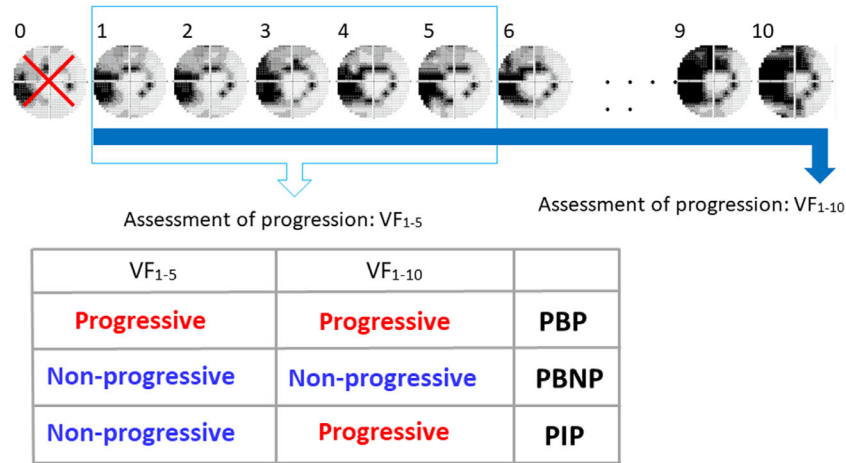 0 1 2 3 4 5 6 9 10
. . . .
. .
Assessment of progression: VF1-5
Assessment of progression: VF1-10
VF1-5 VF1-10
Progressive Progressive PBP
Non-progressive Non-progressive PBNP
Non-progressive Progressive PIP